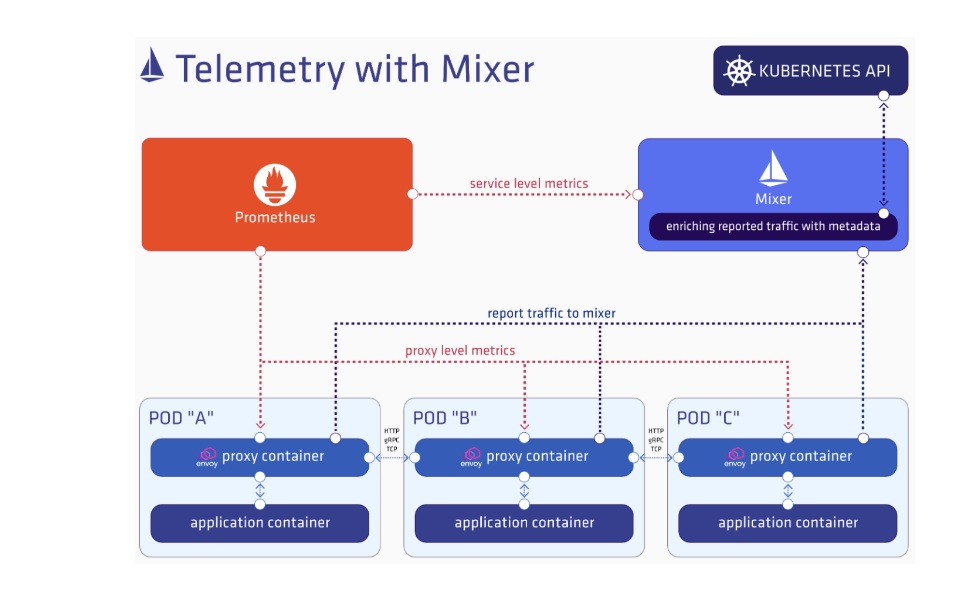 Telemetry with Mixer
KUBERNETES API
Prometheus
service level metrics
Mixer
enriching reported traffic with metadata
report traffic to mixer
proxy level metrics
POD "A"
HTTP
gRPC
TCP
POD "B"
HTTP
gRPC
TCP
POD "C"
envoy proxy container
envoy proxy container
envoy proxy container
application container
application container
application container